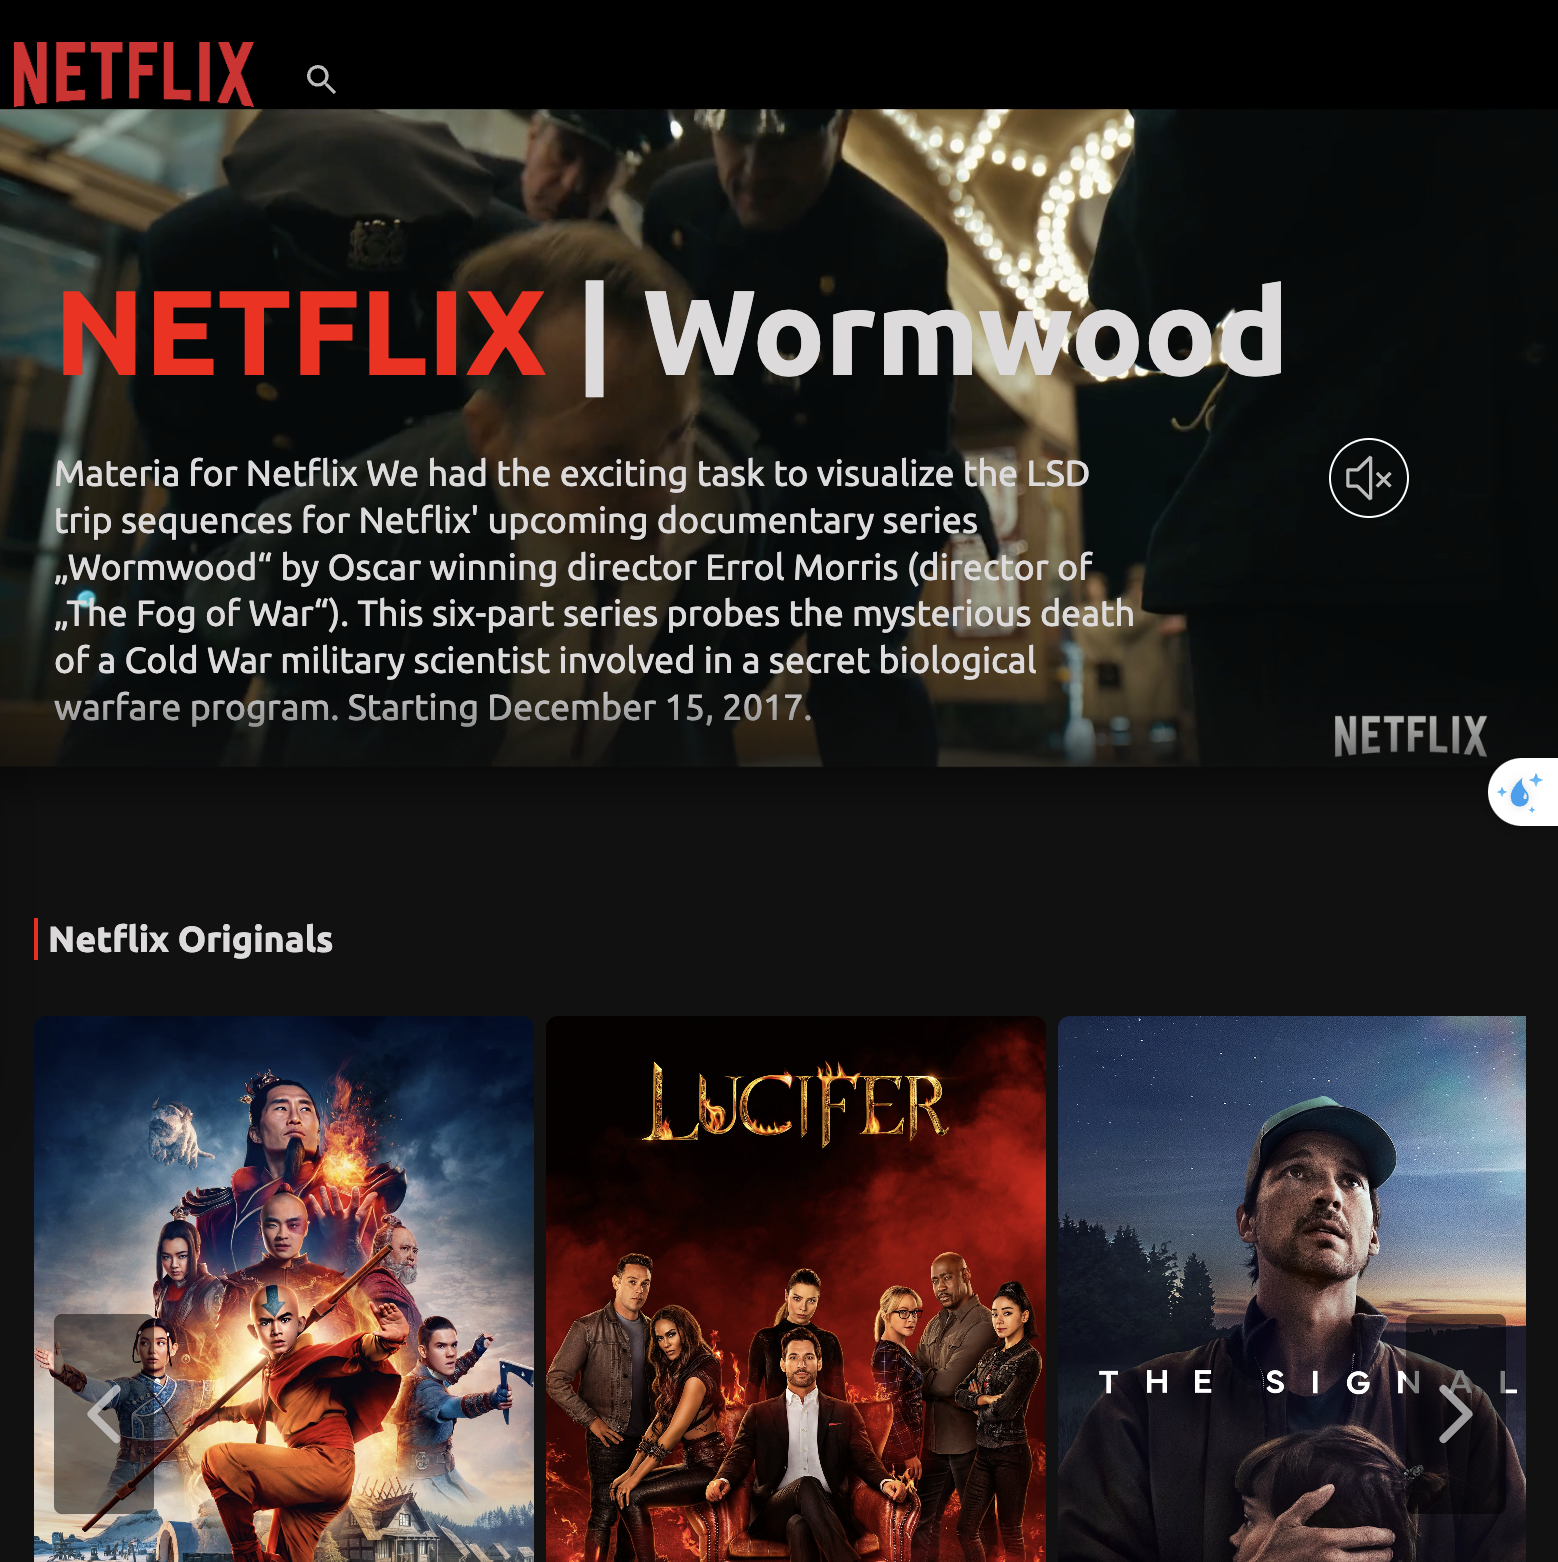 NETFLIX
NETFLIX | Wormwood
Materia for Netflix We had the exciting task to visualize the LSD
trip sequences for Netflix' upcoming documentary series
„Wormwood“ by Oscar winning director Errol Morris (director of
„The Fog of War“). This six-part series probes the mysterious death
of a Cold War military scientist involved in a secret biological
warfare program. Starting December 15, 2017.
NETFLIX
Netflix Originals
LUCIFER
THE SIGNAL